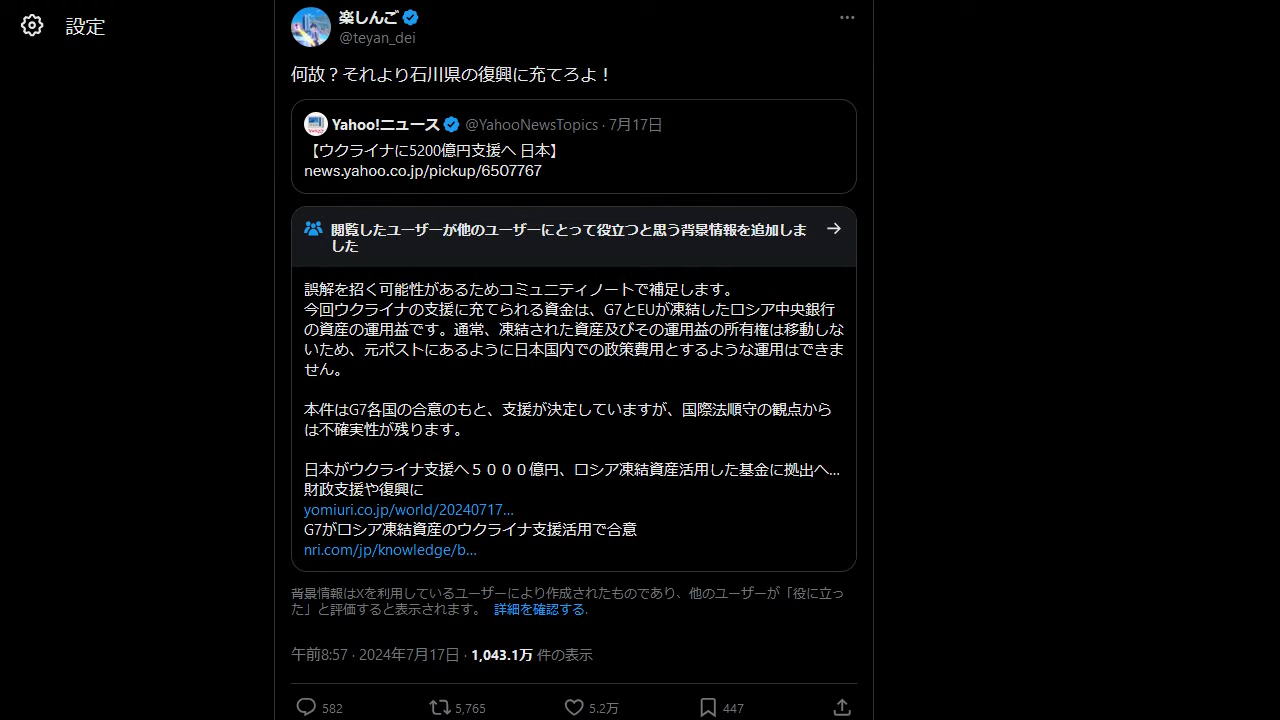 設定
楽しんご
@teyan_dei
何故？それより石川県の復興に充てろよ！
Yahoo!ニュース @YahooNewsTopics · 7月17日
【ウクライナに5200億円支援へ 日本】
news.yahoo.co.jp/pickup/6507767
閲覧したユーザーが他のユーザーにとって役立つと思う背景情報を追加しま
した
誤解を招く可能性があるためコミュニティノートで補足します。
今回ウクライナの支援に充てられる資金は、G7とEUが凍結したロシア中央銀行
の資産の運用益です。通常、凍結された資産及びその運用益の所有権は移動しな
いため、元ポストにあるように日本国内での政策費用とするような運用はできま
せん。
本件はG7各国の合意のもと、支援が決定していますが、国際法順守の観点から
は不確実性が残ります。
日本がウクライナ支援へ５０００億円、ロシア凍結資産活用した基金に拠出へ…
財政支援や復興に
yomiuri.co.jp/world/20240717…
G7がロシア凍結資産のウクライナ支援活用で合意
nri.com/jp/knowledge/b…
背景情報はXを利用しているユーザーにより作成されたものであり、他のユーザーが「役に立っ
た」と評価すると表示されます。 詳細を確認する.
午前8:57 · 2024年7月17日 · 1,043.1万 件の表示
582 5,765 5.2万 447